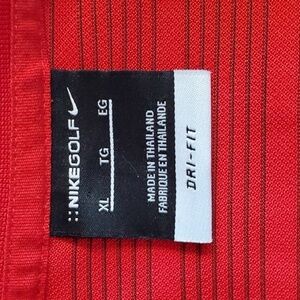 NIKEGOLF
XL TG EG
MADE IN THAILAND
FABRIQUE EN THAILANDE
DRI-FIT